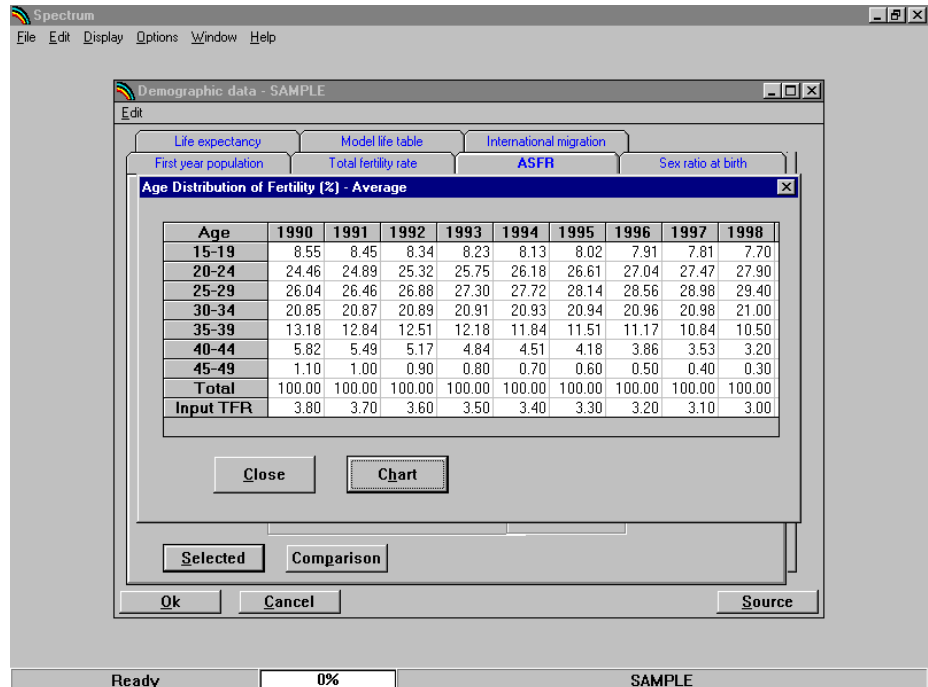 Spectrum
File Edit Display Options Window Help
Demographic data - SAMPLE
Edit
Life expectancy Model life table International migration
First year population Total fertility rate ASFR Sex ratio at birth
Age Distribution of Fertility (%) - Average
Age 1990 1991 1992 1993 1994 1995 1996 1997 1998
15-19 8.55 8.45 8.34 8.23 8.13 8.02 7.91 7.81 7.70
20-24 24.46 24.89 25.32 25.75 26.18 26.61 27.04 27.47 27.90
25-29 26.04 26.46 26.88 27.30 27.72 28.14 28.56 28.98 29.40
30-34 20.85 20.87 20.89 20.91 20.93 20.94 20.96 20.98 21.00
35-39 13.18 12.84 12.51 12.18 11.84 11.51 11.17 10.84 10.50
40-44 5.82 5.49 5.17 4.84 4.51 4.18 3.86 3.53 3.20
45-49 1.10 1.00 0.90 0.80 0.70 0.60 0.50 0.40 0.30
Total 100.00 100.00 100.00 100.00 100.00 100.00 100.00 100.00 100.00
Input TFR 3.80 3.70 3.60 3.50 3.40 3.30 3.20 3.10 3.00
Close Chart
Selected Comparison
Ok Cancel Source
Ready 0% SAMPLE